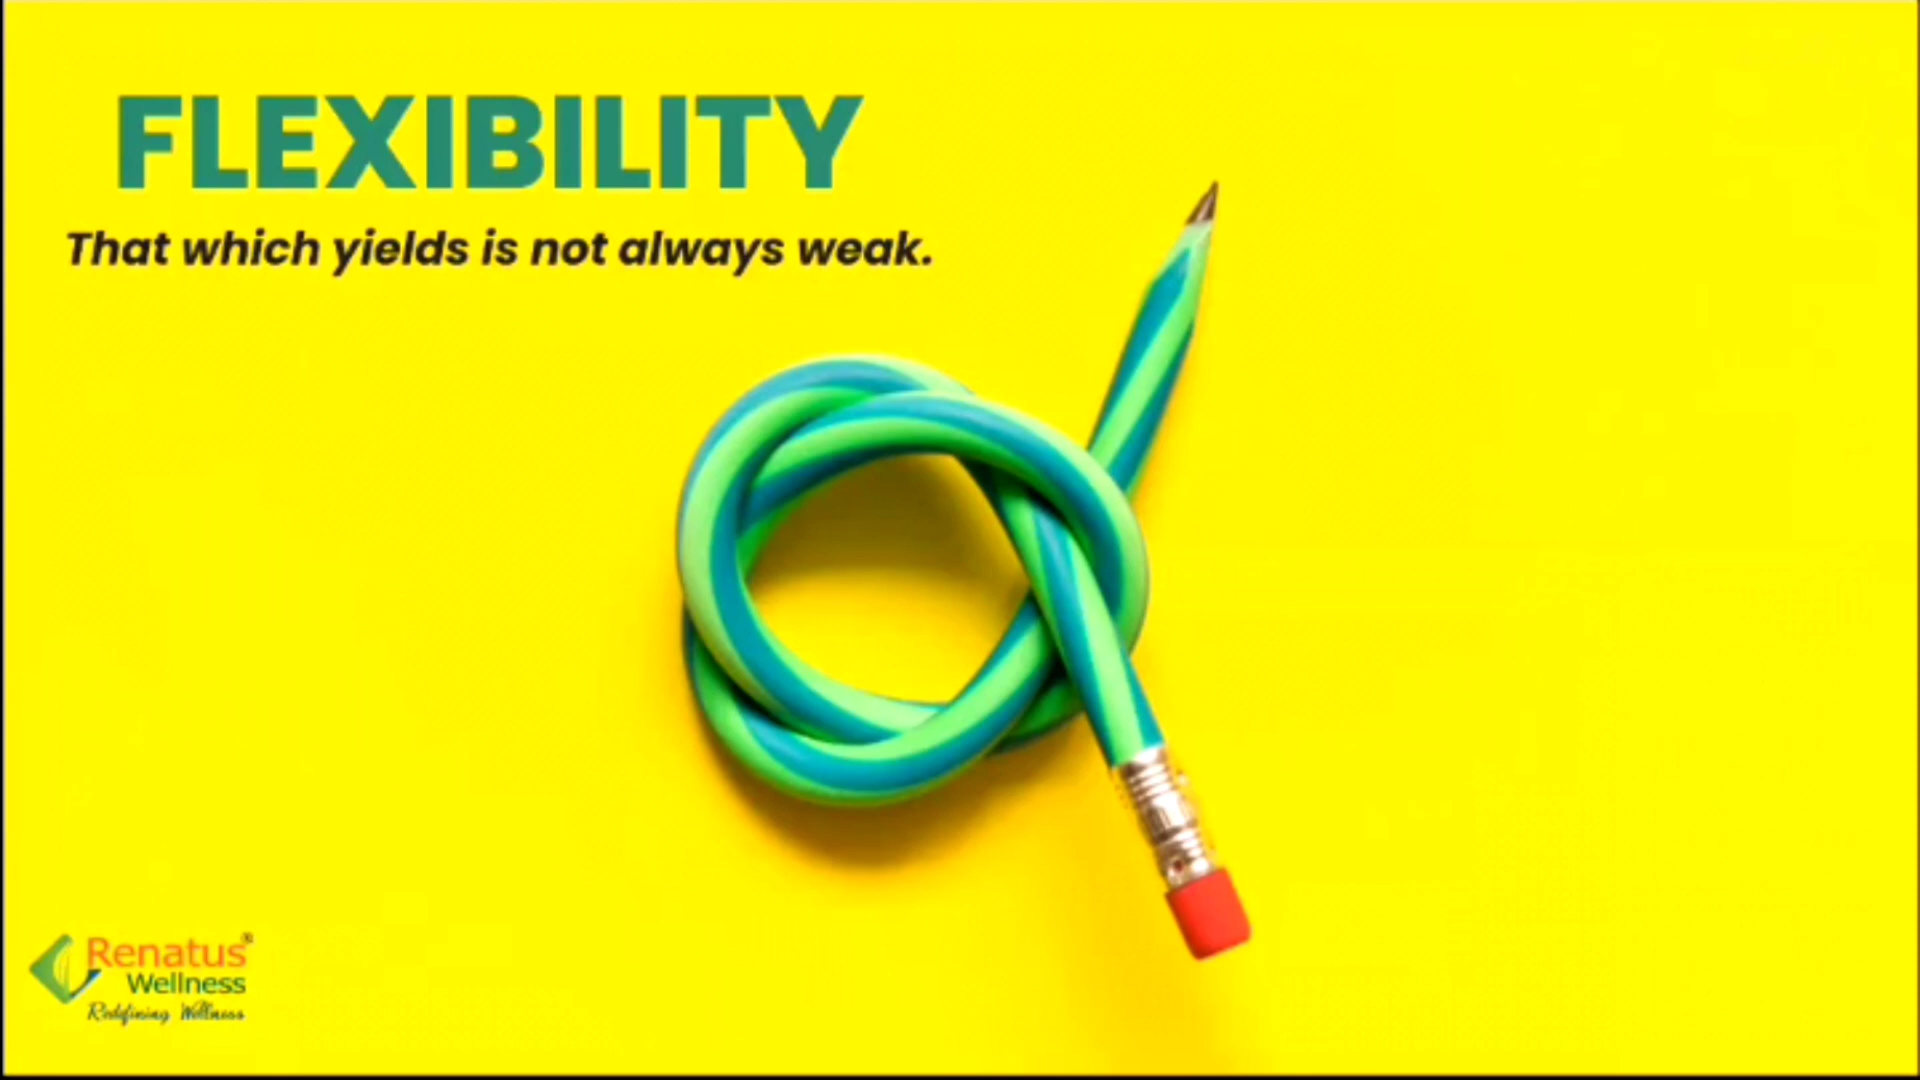 FLEXIBILITY
That which yields is not always weak.
Renatus®
Wellness
Redefining Wellness